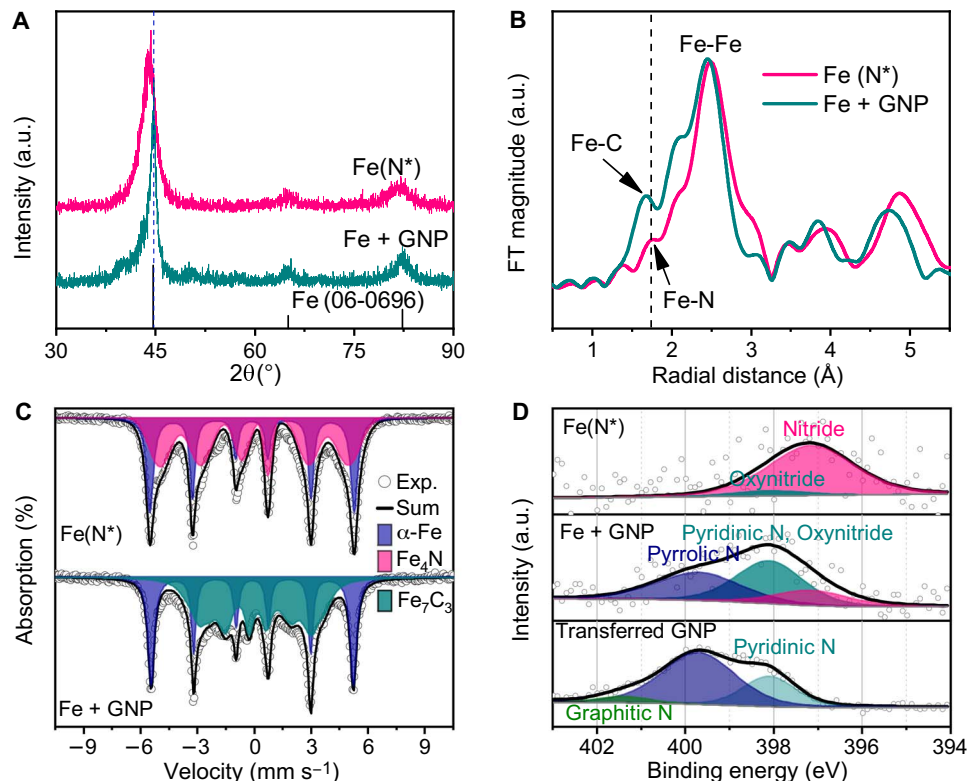 A
Intensity (a.u.)
Fe(N*)
Fe + GNP
Fe (06-0696)
30 45 60 75 90
2θ(°)
B
FT magnitude (a.u.)
Fe-Fe
Fe (N*)
Fe + GNP
Fe-C
Fe-N
1 2 3 4 5
Radial distance (Å)
C
Absorption (%)
Fe(N*)
Exp.
Sum
α-Fe
Fe₄N
Fe₇C₃
Fe + GNP
−9 −6 −3 0 3 6 9
Velocity (mm s⁻¹)
D
Intensity (a.u.)
Fe(N*)
Nitride
Oxynitride
Fe + GNP
Pyridinic N, Oxynitride
Pyrrolic N
Transferred GNP
Pyridinic N
Graphitic N
402 400 398 396 394
Binding energy (eV)